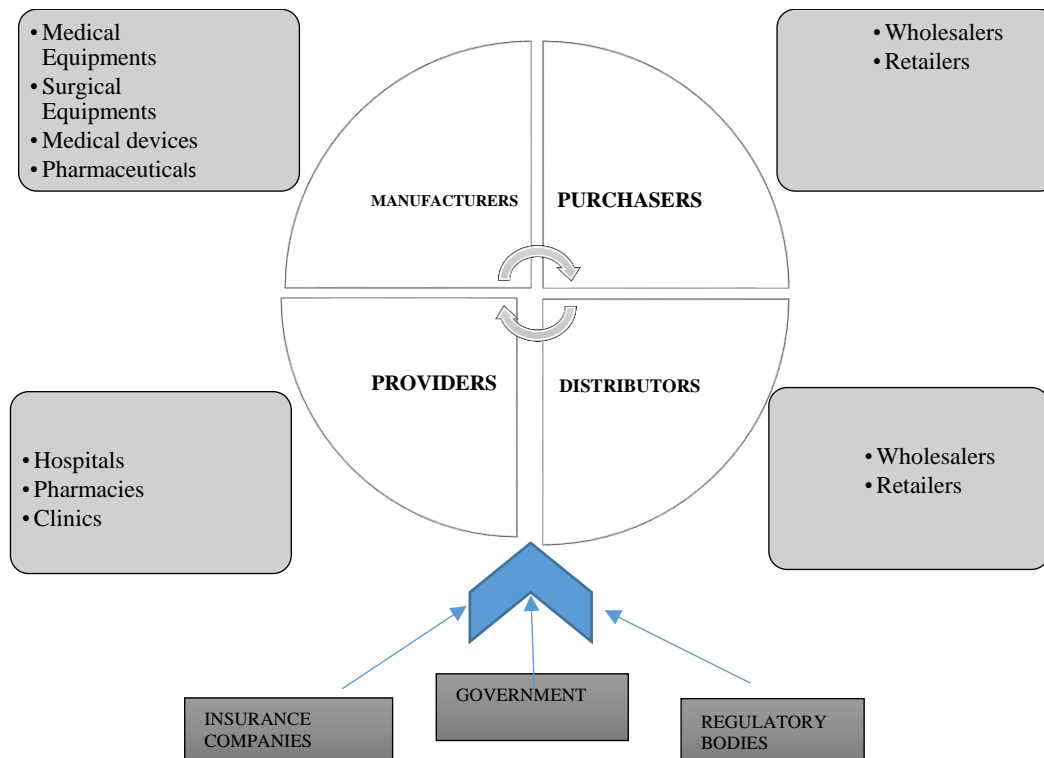 • Medical
Equipments
• Surgical
Equipments
• Medical devices
• Pharmaceuticals
• Wholesalers
• Retailers
MANUFACTURERS
PURCHASERS
PROVIDERS
DISTRIBUTORS
• Hospitals
• Pharmacies
• Clinics
• Wholesalers
• Retailers
INSURANCE
COMPANIES
GOVERNMENT
REGULATORY
BODIES